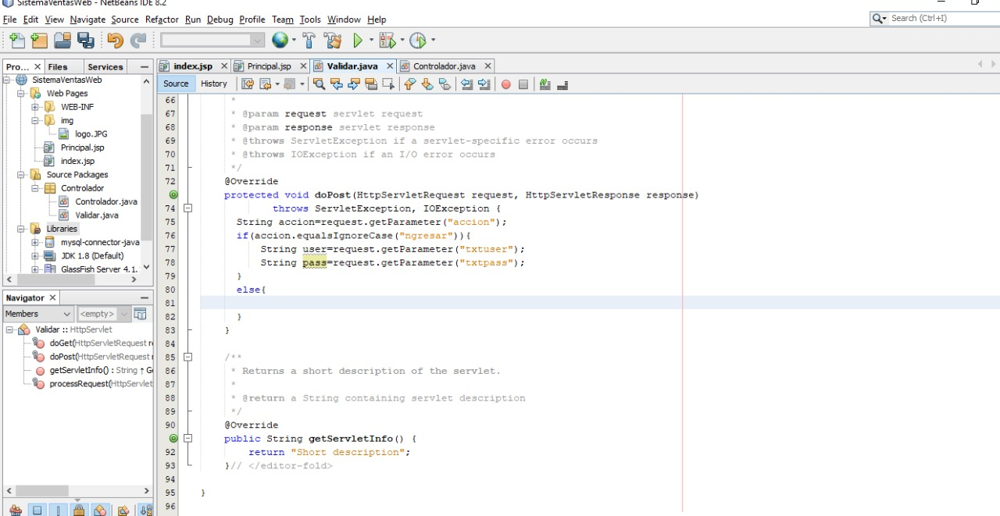 SistemaVentasWeb - NetBeans IDE 8.2
File Edit View Navigate Source Refactor Run Debug Profile Team Tools Window Help
Search (Ctrl+I)
Pro... Files Services
index.jsp Principal.jsp Validar.java Controlador.java
Source History
SistemaVentasWeb
Web Pages
WEB-INF
img
logo.JPG
Principal.jsp
index.jsp
Source Packages
Controlador
Controlador.java
Validar.java
Libraries
mysql-connector-java
JDK 1.8 (Default)
GlassFish Server 4.1.
Navigator
Members <empty>
Validar :: HttpServlet
doGet(HttpServletRequest r
doPost(HttpServletRequest
getServletInfo() : String ↑ G
processRequest(HttpServlet
66 *
67 * @param request servlet request
68 * @param response servlet response
69 * @throws ServletException if a servlet-specific error occurs
70 * @throws IOException if an I/O error occurs
71 */
72 @Override
protected void doPost(HttpServletRequest request, HttpServletResponse response)
74 throws ServletException, IOException {
75 String accion=request.getParameter("accion");
76 if(accion.equalsIgnoreCase("ngresar")){
77 String user=request.getParameter("txtuser");
78 String pass=request.getParameter("txtpass");
79 }
80 else{
81
82 }
83 }
84
85 /**
86 * Returns a short description of the servlet.
87 *
88 * @return a String containing servlet description
89 */
90 @Override
public String getServletInfo() {
92 return "Short description";
93 }// </editor-fold>
94
95 }
96